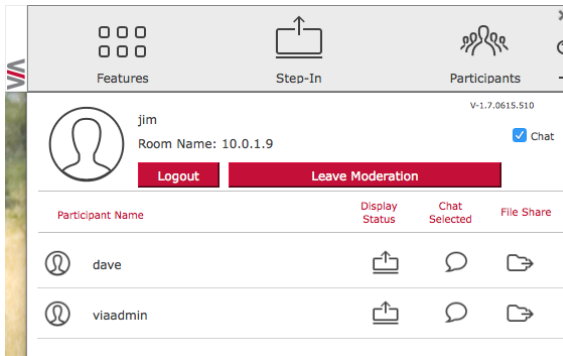 Features Step-In Participants
V-1.7.0615.510
jim
Chat
Room Name: 10.0.1.9
Logout Leave Moderation
Participant Name Display Status Chat Selected File Share
dave
viaadmin